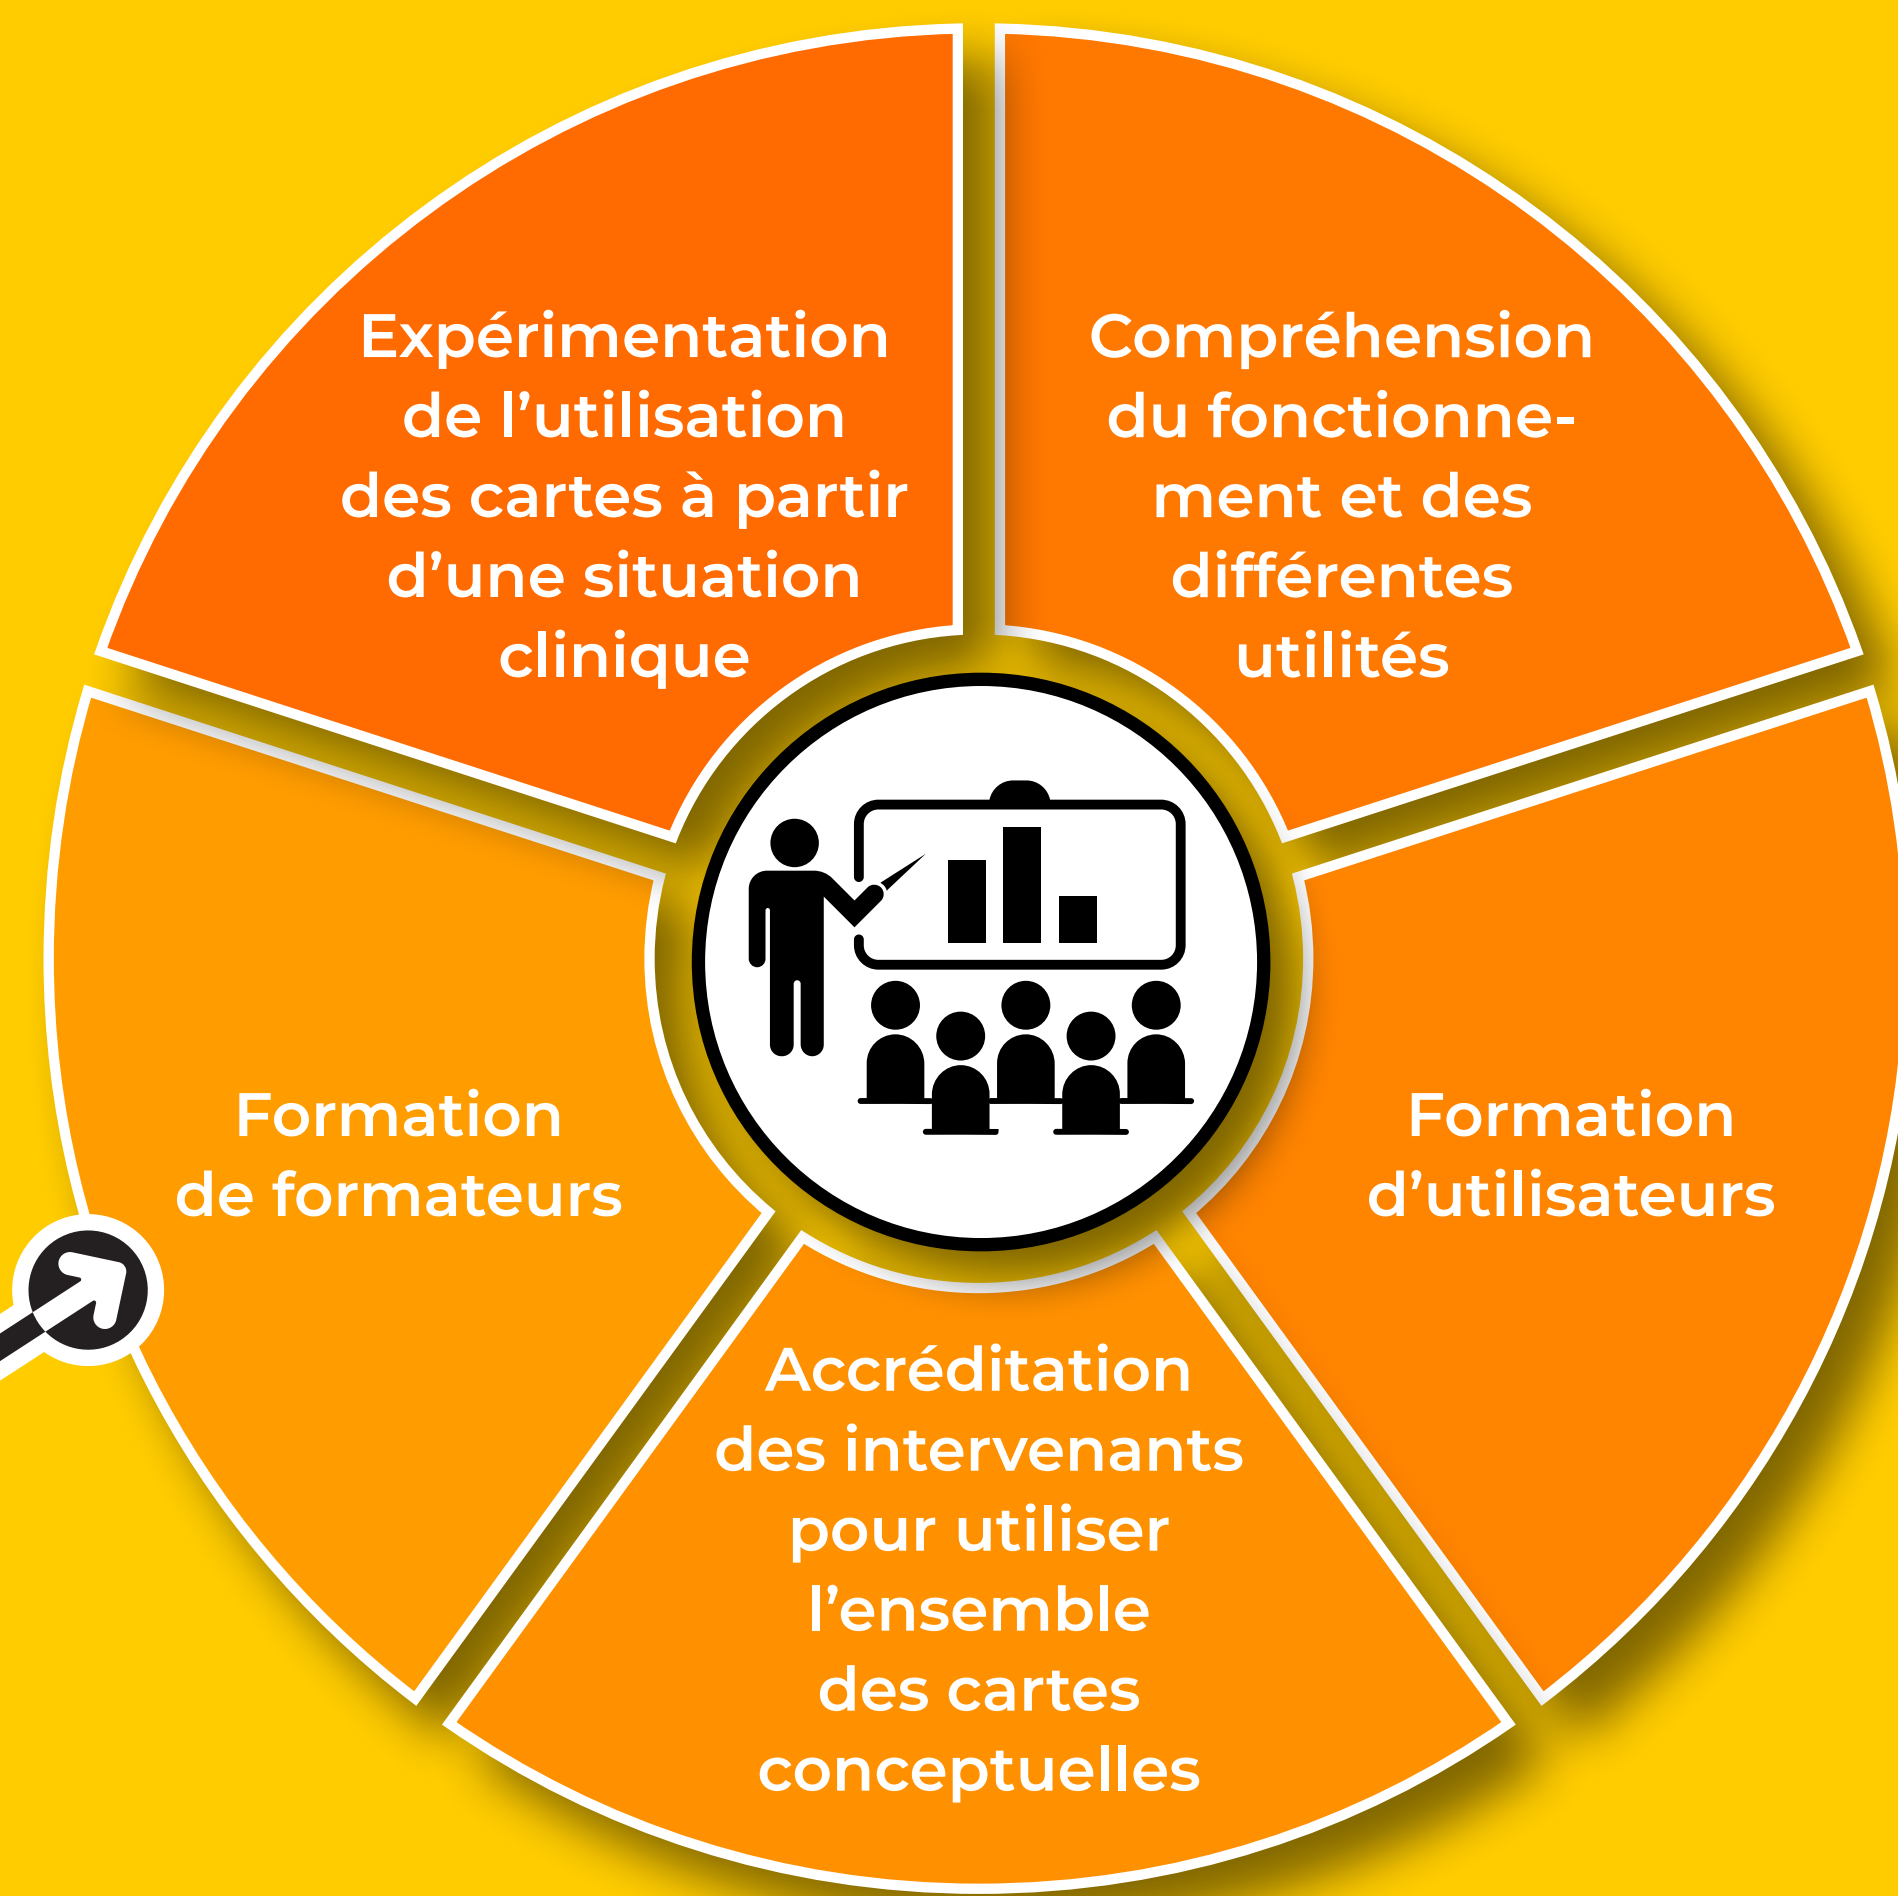 Expérimentation
de l’utilisation
des cartes à partir
d’une situation
clinique
Compréhension
du fonctionne-
ment et des
différentes
utilités
Formation
de formateurs
Formation
d’utilisateurs
Accréditation
des intervenants
pour utiliser
l’ensemble
des cartes
conceptuelles